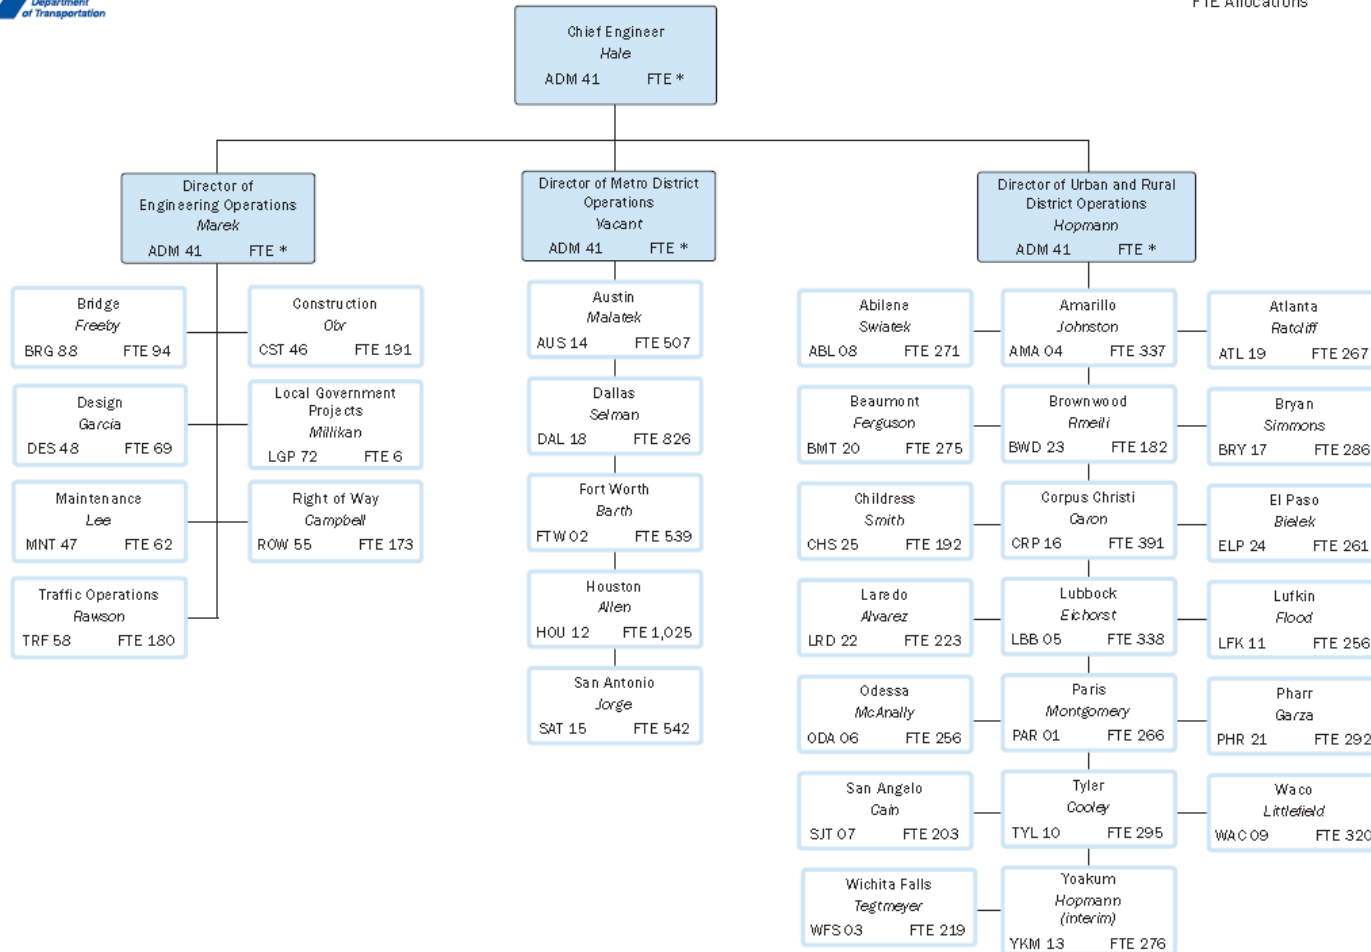 Department
of Transportation
FTE Allocations
Chief Engineer
Hale
ADM 41 FTE *
Director of
Engineering Operations
Marek
ADM 41 FTE *
Director of Metro District
Operations
Vacant
ADM 41 FTE *
Director of Urban and Rural
District Operations
Hopmann
ADM 41 FTE *
Bridge
Freeby
BRG 88 FTE 94
Construction
Obr
CST 46 FTE 191
Design
Garcia
DES 48 FTE 69
Local Government
Projects
Millikan
LGP 72 FTE 6
Maintenance
Lee
MNT 47 FTE 62
Right of Way
Campbell
ROW 55 FTE 173
Traffic Operations
Rawson
TRF 58 FTE 180
Austin
Malatek
AUS 14 FTE 507
Dallas
Selman
DAL 18 FTE 826
Fort Worth
Barth
FTW 02 FTE 539
Houston
Allen
HOU 12 FTE 1,025
San Antonio
Jorge
SAT 15 FTE 542
Abilene
Swiatek
ABL 08 FTE 271
Amarillo
Johnston
AMA 04 FTE 337
Atlanta
Ratcliff
ATL 19 FTE 267
Beaumont
Ferguson
BMT 20 FTE 275
Brownwood
Rmeili
BWD 23 FTE 182
Bryan
Simmons
BRY 17 FTE 286
Childress
Smith
CHS 25 FTE 192
Corpus Christi
Caron
CRP 16 FTE 391
El Paso
Bielek
ELP 24 FTE 261
Laredo
Alvarez
LRD 22 FTE 223
Lubbock
Eichorst
LBB 05 FTE 338
Lufkin
Flood
LFK 11 FTE 256
Odessa
McAnally
ODA 06 FTE 256
Paris
Montgomery
PAR 01 FTE 266
Pharr
Garza
PHR 21 FTE 292
San Angelo
Cain
SJT 07 FTE 203
Tyler
Cooley
TYL 10 FTE 295
Waco
Littlefield
WAC 09 FTE 320
Wichita Falls
Tegtmeyer
WFS 03 FTE 219
Yoakum
Hopmann
(interim)
YKM 13 FTE 276